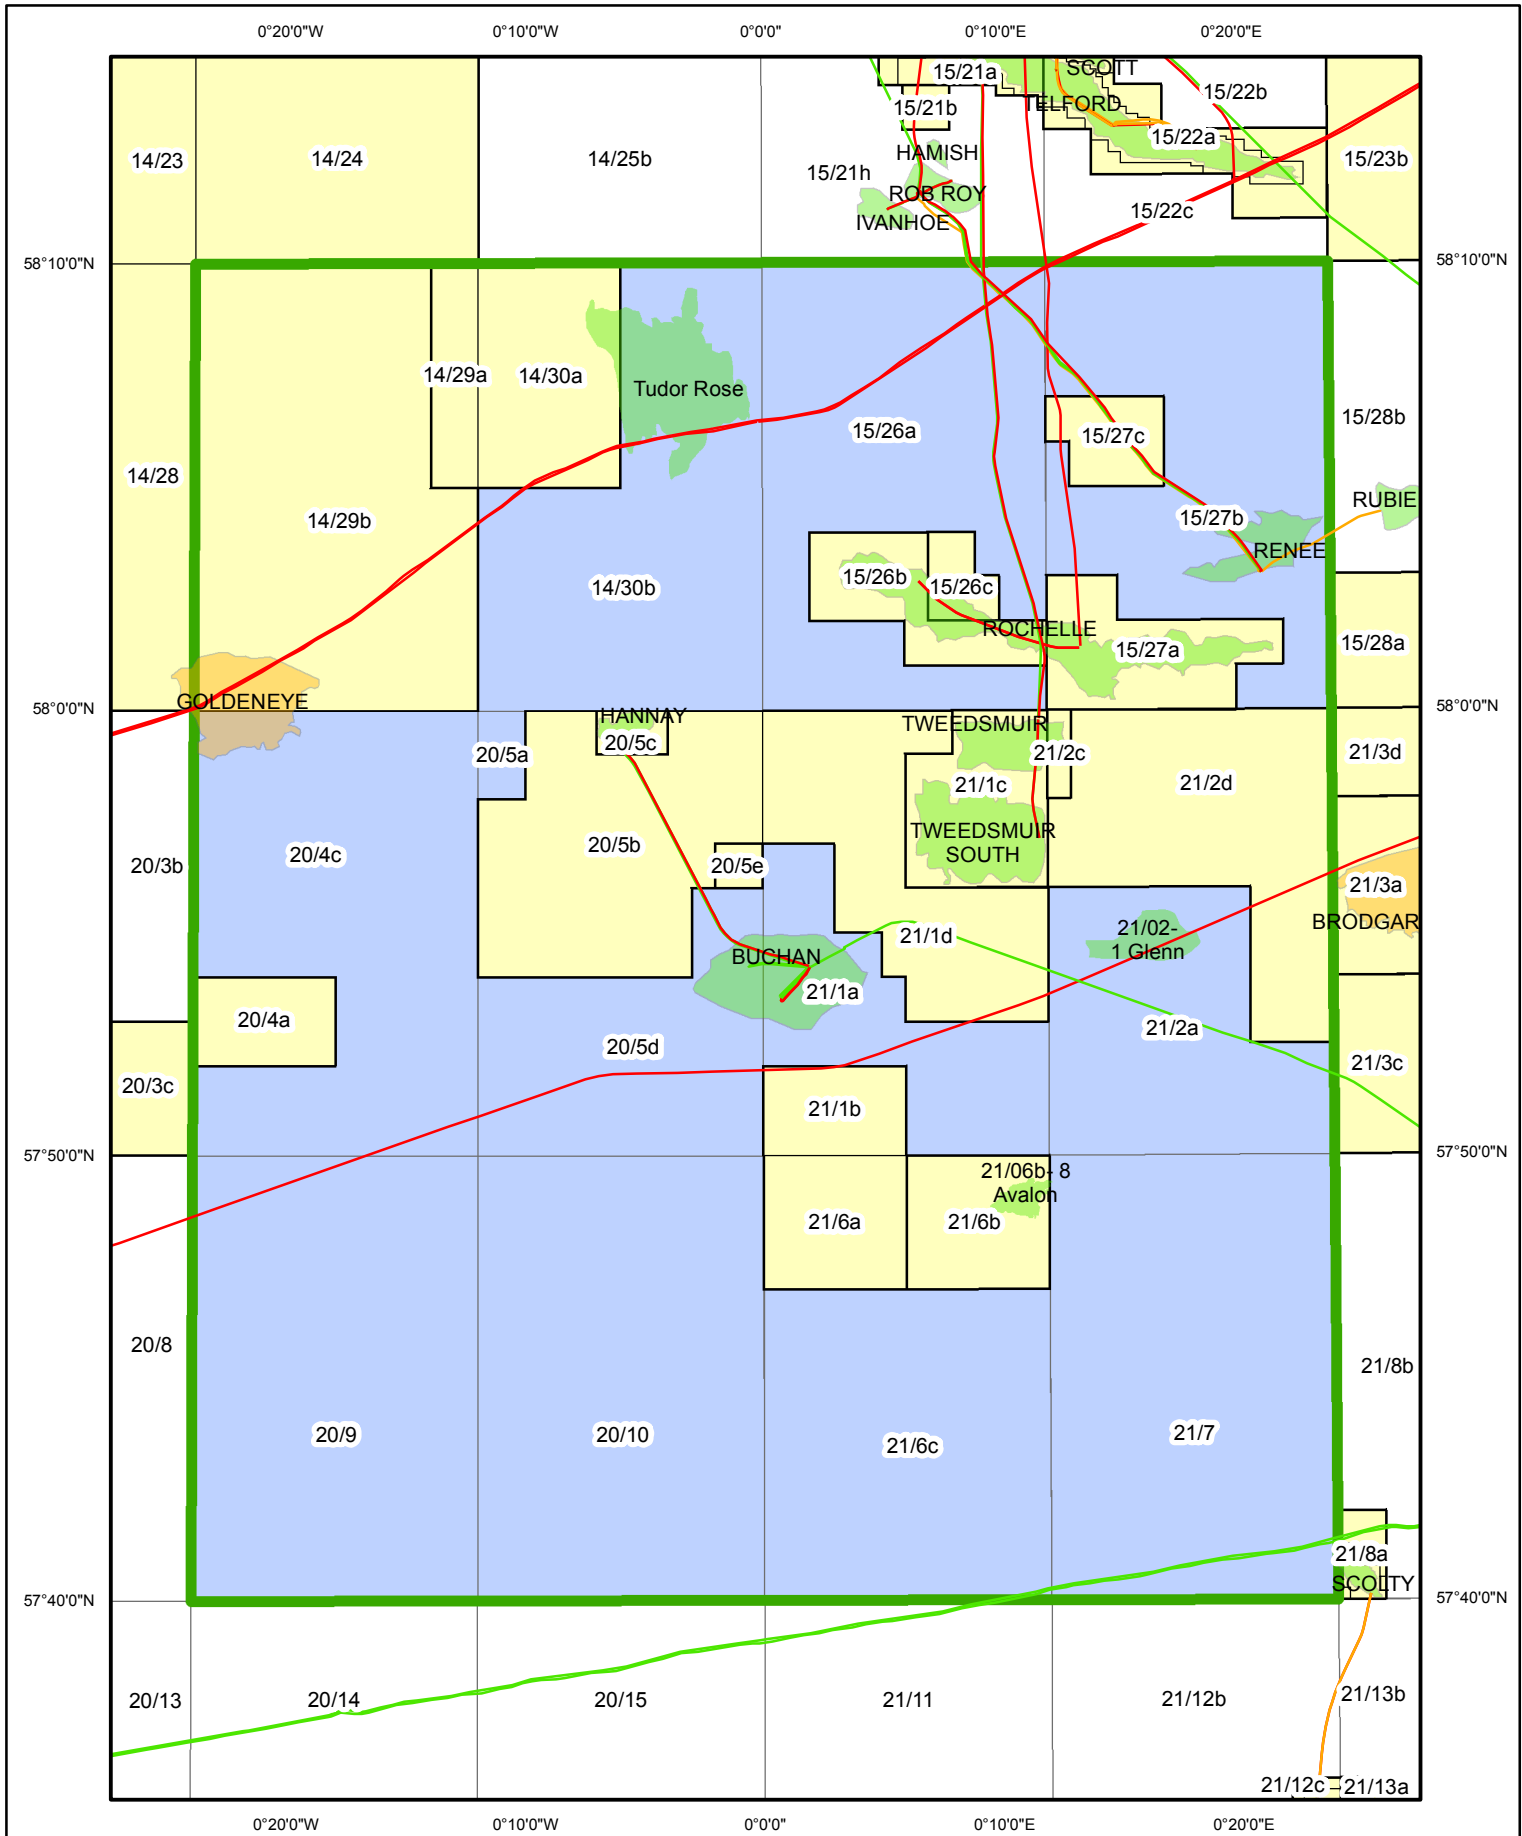 0°20'0"W
0°10'0"W
0°0'0"
0°10'0"E
0°20'0"E
15/21a
SCOTT
15/22b
15/21b
TELFORD
15/22a
14/23
14/24
14/25b
HAMISH
15/23b
15/21h
ROB ROY
15/22c
IVANHOE
58°10'0"N
58°10'0"N
14/29a
14/30a
Tudor Rose
15/26a
15/27c
15/28b
14/28
14/29b
15/27b
RUBIE
RENEE
14/30b
15/26b
15/26c
ROCHELLE
15/27a
15/28a
GOLDENEYE
58°0'0"N
58°0'0"N
HANNAY
TWEEDSMUIR
20/5c
20/5a
21/2c
21/3d
21/1c
21/2d
TWEEDSMUIR
SOUTH
20/5b
20/4c
20/3b
20/5e
21/3a
BRODGAR
21/02-
1 Glenn
21/1d
BUCHAN
21/1a
20/4a
21/2a
20/5d
21/3c
20/3c
21/1b
57°50'0"N
57°50'0"N
21/06b- 8
Avalon
21/6a
21/6b
20/8
21/8b
20/9
20/10
21/6c
21/7
21/8a
SCOLTY
57°40'0"N
57°40'0"N
20/13
20/14
20/15
21/11
21/12b
21/13b
21/12c
21/13a
0°20'0"W
0°10'0"W
0°0'0"
0°10'0"E
0°20'0"E